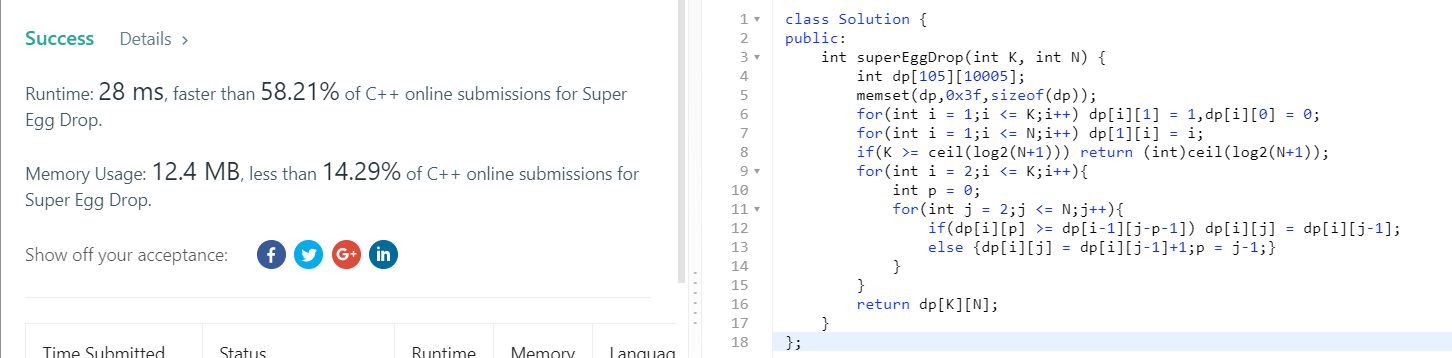 Success Details >
Runtime: 28 ms, faster than 58.21% of C++ online submissions for Super
Egg Drop.
Memory Usage: 12.4 MB, less than 14.29% of C++ online submissions for
Super Egg Drop.
Show off your acceptance:
f G+ in
Time Submitted Status Runtime Memory Languag
1 class Solution {
2 public:
3     int superEggDrop(int K, int N) {
4         int dp[105][10005];
5         memset(dp,0x3f,sizeof(dp));
6         for(int i = 1;i <= K;i++) dp[i][1] = 1,dp[i][0] = 0;
7         for(int i = 1;i <= N;i++) dp[1][i] = i;
8         if(K >= ceil(log2(N+1))) return (int)ceil(log2(N+1));
9         for(int i = 2;i <= K;i++){
10             int p = 0;
11             for(int j = 2;j <= N;j++){
12                 if(dp[i][p] >= dp[i-1][j-p-1]) dp[i][j] = dp[i][j-1];
13                 else {dp[i][j] = dp[i][j-1]+1;p = j-1;}
14             }
15         }
16         return dp[K][N];
17     }
18 };